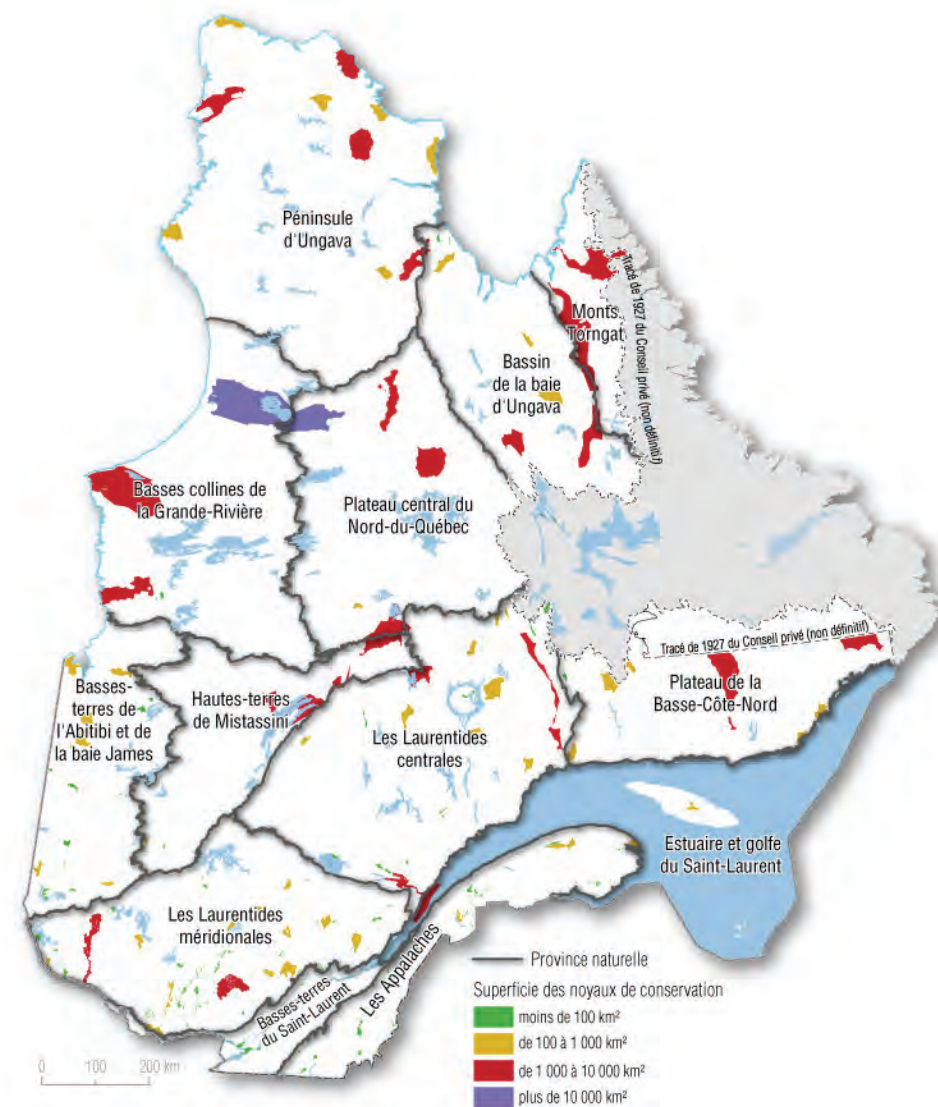 Péninsule
d'Ungava
Monts
Torngat
Tracé de 1927 du Conseil privé (non définitif)
Bassin
de la baie
d'Ungava
Basses collines de
la Grande-Rivière
Plateau central du
Nord-du-Québec
Tracé de 1927 du Conseil privé (non définitif)
Plateau de la
Basse-Côte-Nord
Basses-
terres de
l'Abitibi et de
la baie James
Hautes-terres
de Mistassini
Les Laurentides
centrales
Estuaire et golfe
du Saint-Laurent
Les Laurentides
méridionales
Basses-terres
du Saint-Laurent
Les Appalaches
Province naturelle
Superficie des noyaux de conservation
moins de 100 km²
de 100 à 1 000 km²
de 1 000 à 10 000 km²
plus de 10 000 km²
0 100 200 km